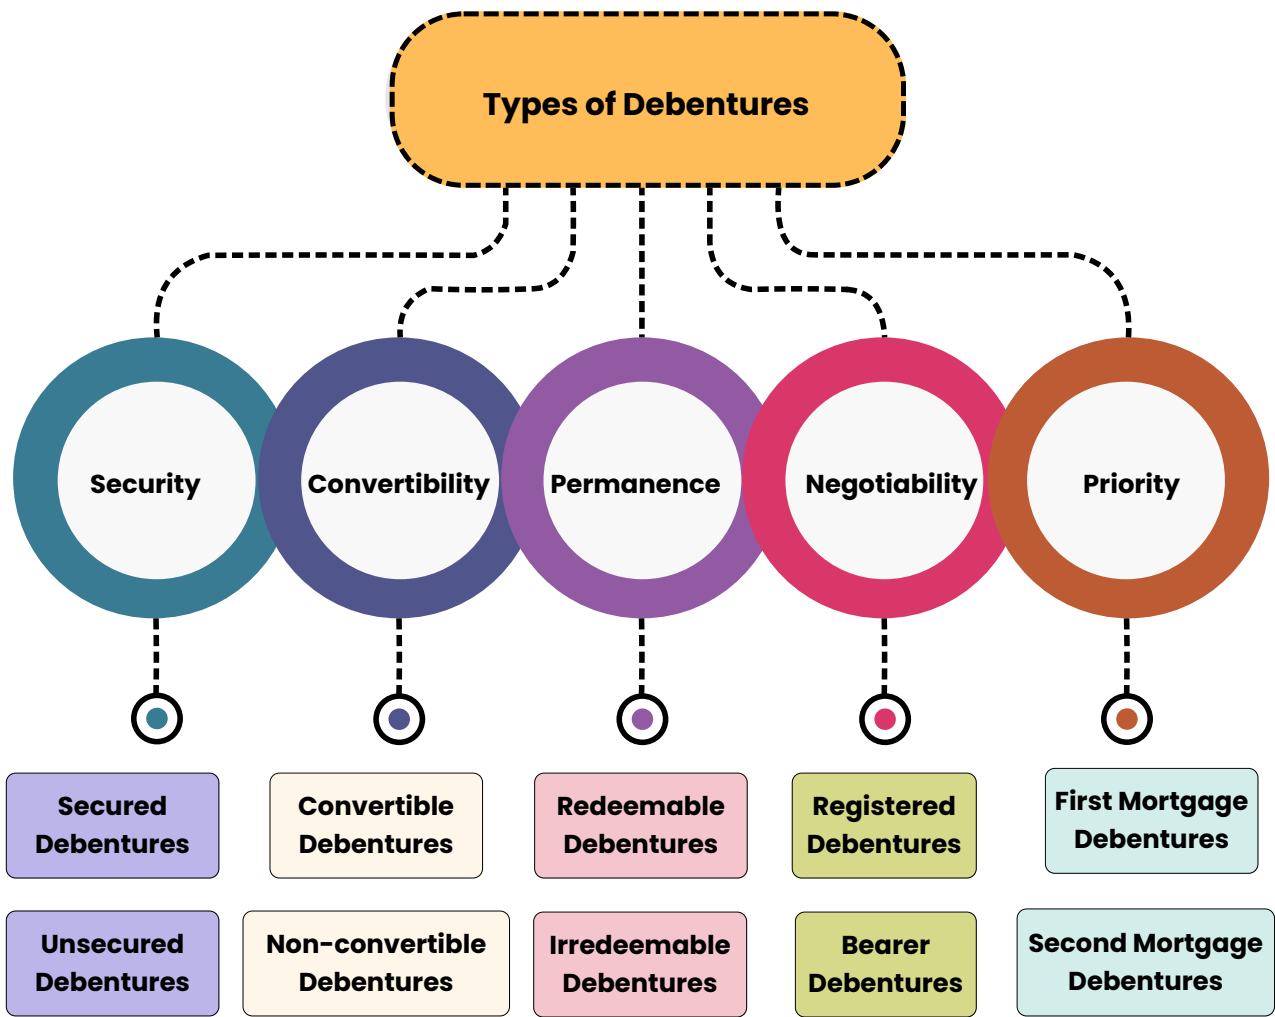 Types of Debentures
Security
Convertibility
Permanence
Negotiability
Priority
Secured
Debentures
Convertible
Debentures
Redeemable
Debentures
Registered
Debentures
First Mortgage
Debentures
Unsecured
Debentures
Non-convertible
Debentures
Irredeemable
Debentures
Bearer
Debentures
Second Mortgage
Debentures